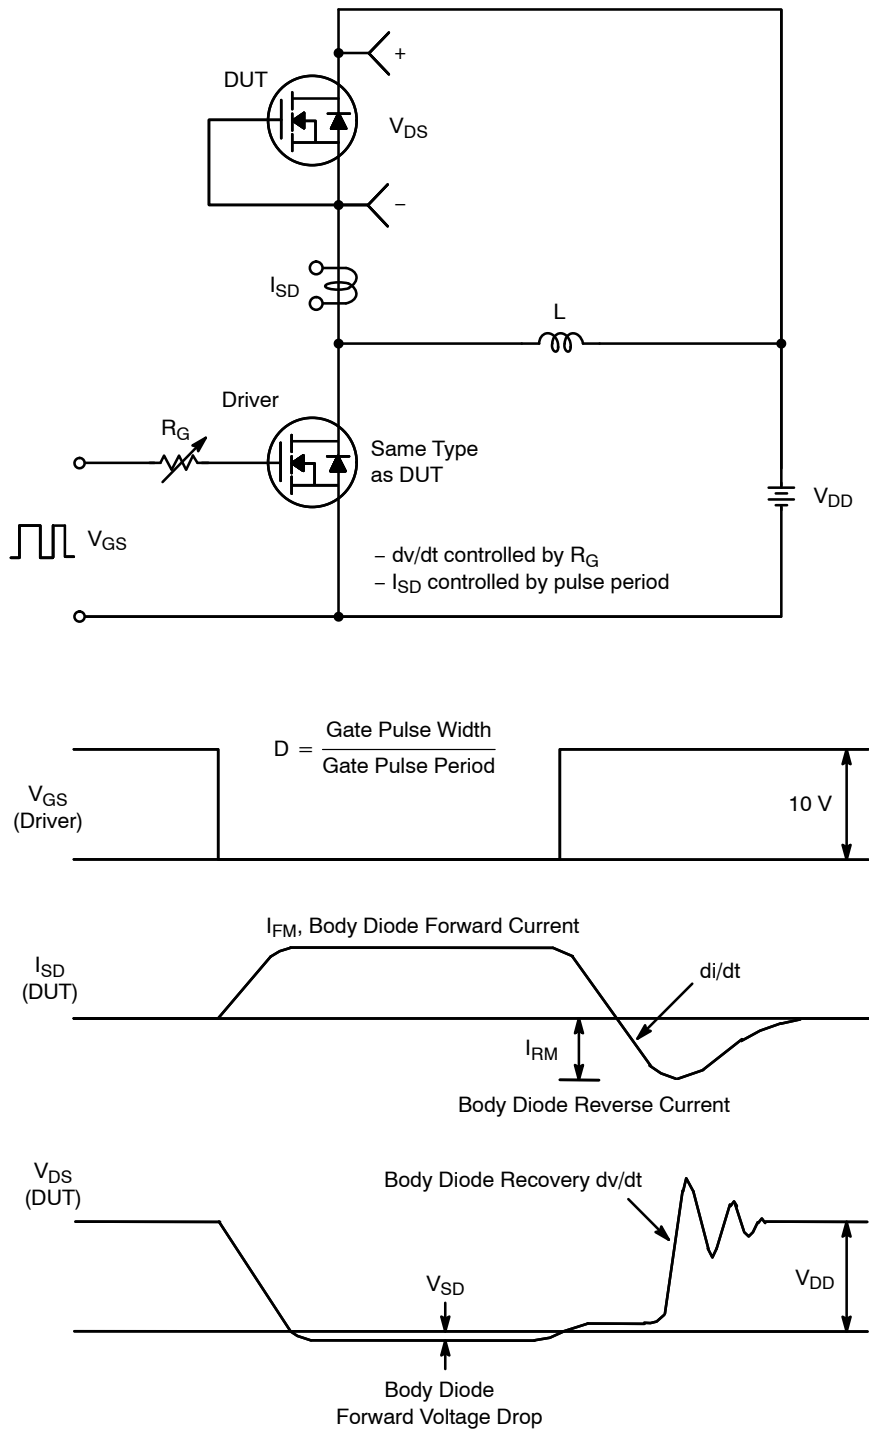 +
DUT
V_DS
−
I_SD
L
Driver
R_G
Same Type
as DUT
V_DD
V_GS
− dv/dt controlled by R_G
− I_SD controlled by pulse period
D = Gate Pulse Width
Gate Pulse Period
V_GS
(Driver)
10 V
I_FM, Body Diode Forward Current
I_SD
(DUT)
di/dt
I_RM
Body Diode Reverse Current
V_DS
(DUT)
Body Diode Recovery dv/dt
V_SD
V_DD
Body Diode
Forward Voltage Drop